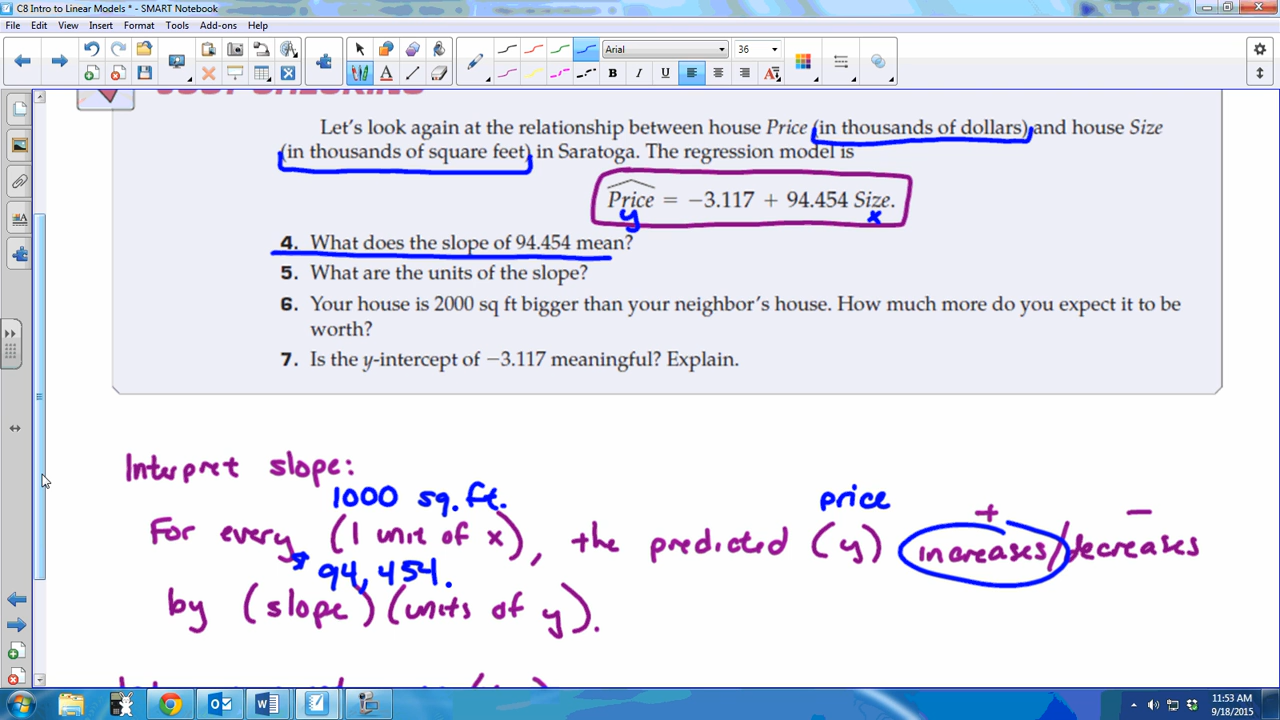 C8 Intro to Linear Models * - SMART Notebook
File Edit View Insert Format Tools Add-ons Help
Arial 36
B I U
Let's look again at the relationship between house Price (in thousands of dollars) and house Size
(in thousands of square feet) in Saratoga. The regression model is
Price = −3.117 + 94.454 Size.
y x
4. What does the slope of 94.454 mean?
5. What are the units of the slope?
6. Your house is 2000 sq ft bigger than your neighbor's house. How much more do you expect it to be
worth?
7. Is the y-intercept of −3.117 meaningful? Explain.
Interpret slope:
1000 sq. ft. price + −
For every (1 unit of x), the predicted (y) increases/decreases
$ 94,454.
by (slope) (units of y).
11:53 AM
9/18/2015